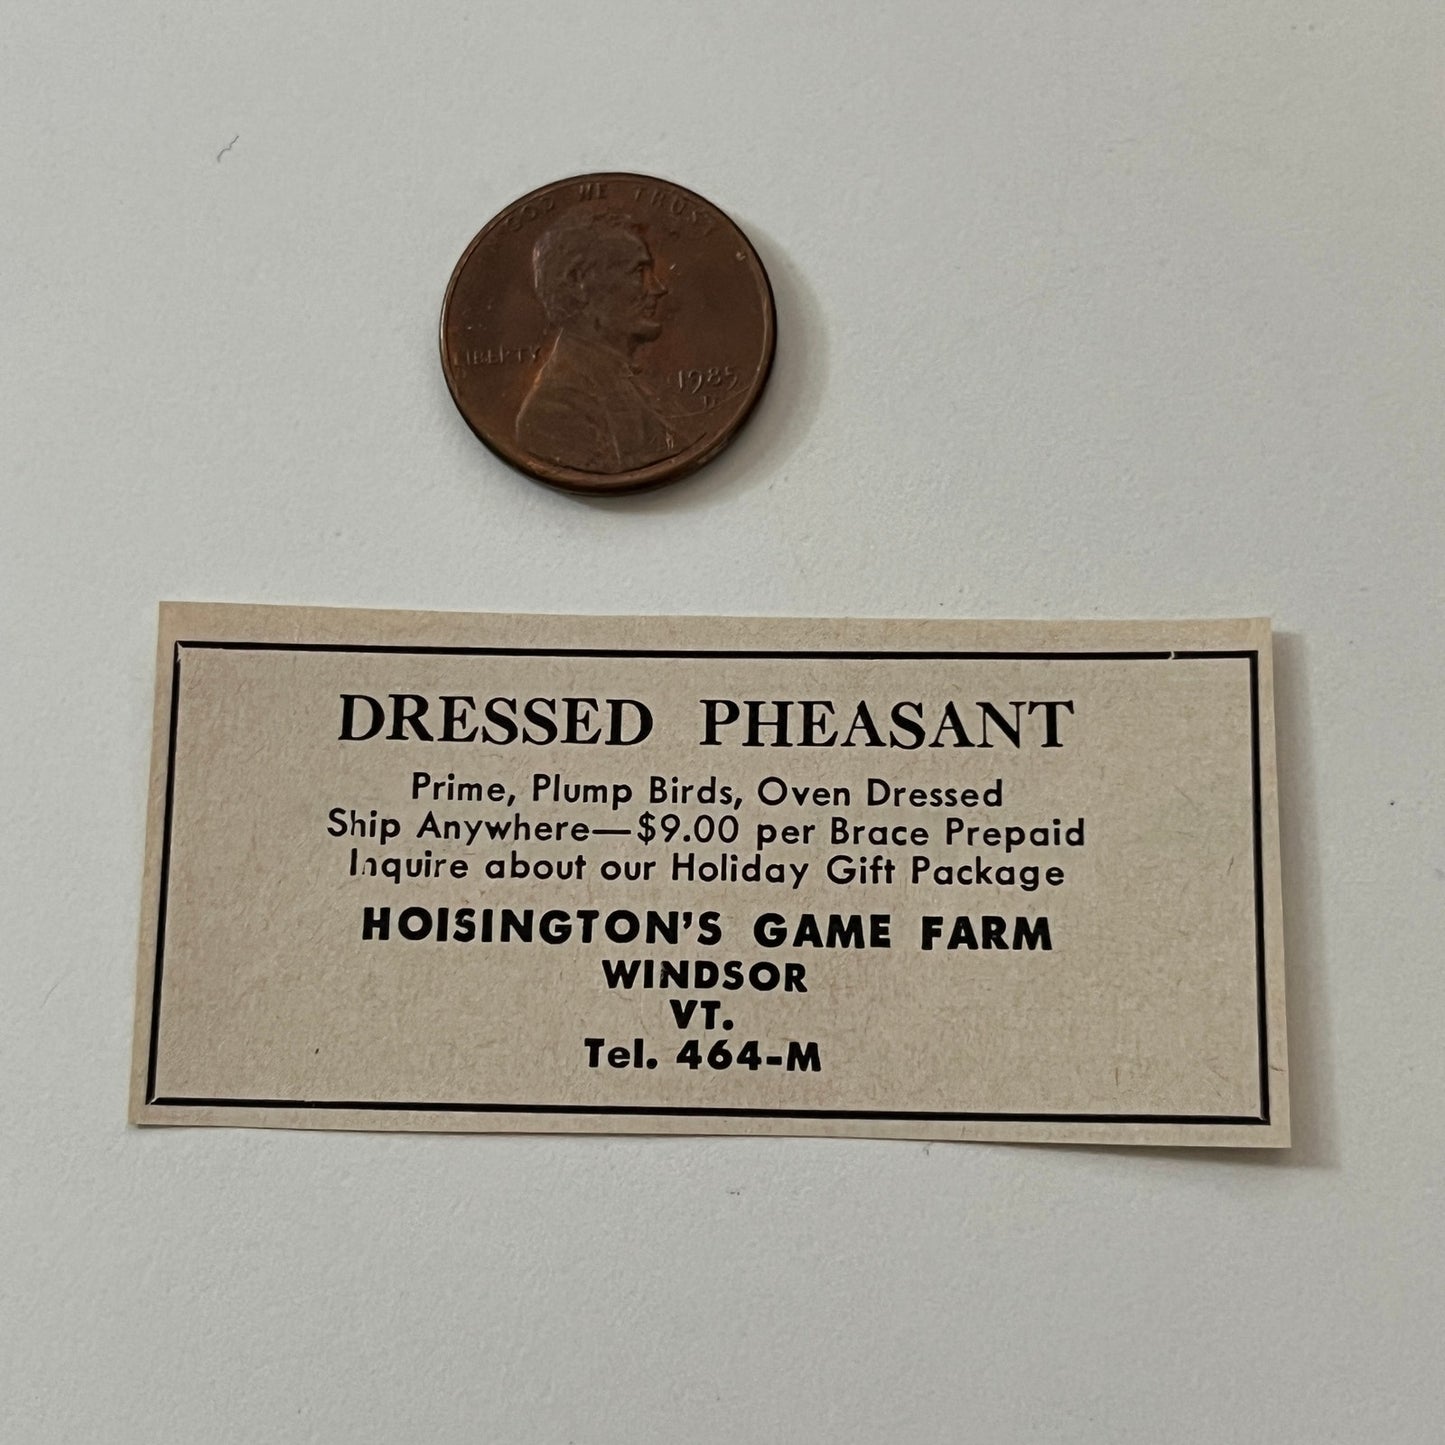 GOD WE TRUST
LIBERTY
1985
D
DRESSED PHEASANT
Prime, Plump Birds, Oven Dressed
Ship Anywhere—$9.00 per Brace Prepaid
Inquire about our Holiday Gift Package
HOISINGTON'S GAME FARM
WINDSOR
VT.
Tel. 464-M